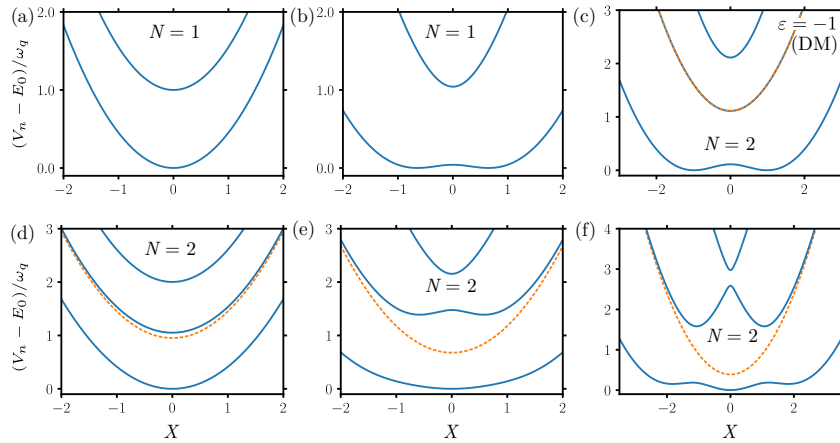 (a)
N = 1
(V_n − E_0)/ω_q
2.0
1.0
0.0
−2 −1 0 1 2
(b)
N = 1
2.0
1.0
0.0
−2 −1 0 1 2
(c)
ε = −1
(DM)
N = 2
3
2
1
0
−2 0 2
(d)
N = 2
(V_n − E_0)/ω_q
3
2
1
0
−2 −1 0 1 2
X
(e)
N = 2
3
2
1
0
−2 −1 0 1 2
X
(f)
N = 2
4
3
2
1
0
−2 0 2
X